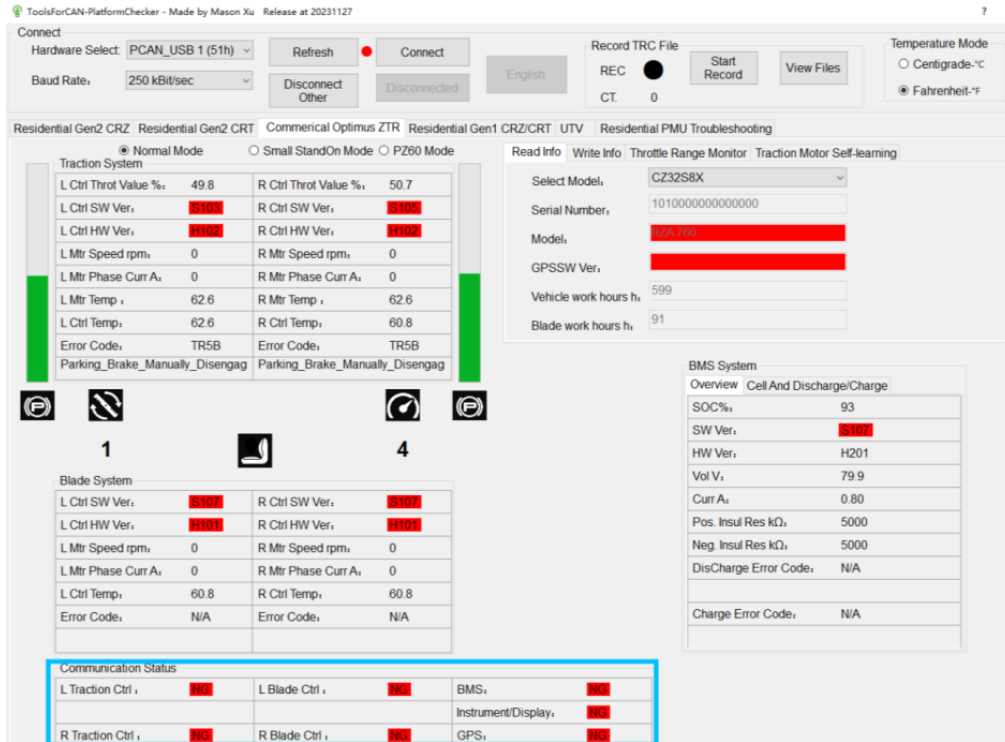 ToolsForCAN-PlatformChecker - Made by Mason Xu Release at 20231127 ?
Connect
Hardware Select: PCAN_USB 1 (51h) Refresh Connect
Baud Rate: 250 kBit/sec Disconnect Other Disconnected English
Record TRC File
REC Start Record View Files
CT. 0
Temperature Mode
Centigrade-℃
Fahrenheit-℉
Residential Gen2 CRZ Residential Gen2 CRT Commerical Optimus ZTR Residential Gen1 CRZ/CRT UTV Residential PMU Troubleshooting
Normal Mode Small StandOn Mode PZ60 Mode
Traction System
L Ctrl Throt Value %: 49.8 R Ctrl Throt Value %: 50.7
L Ctrl SW Ver: S103 R Ctrl SW Ver: S105
L Ctrl HW Ver: H102 R Ctrl HW Ver: H102
L Mtr Speed rpm: 0 R Mtr Speed rpm: 0
L Mtr Phase Curr A: 0 R Mtr Phase Curr A: 0
L Mtr Temp : 62.6 R Mtr Temp : 62.6
L Ctrl Temp: 62.6 R Ctrl Temp: 60.8
Error Code: TR5B Error Code: TR5B
Parking_Brake_Manually_Disengag Parking_Brake_Manually_Disengag
P P
1 4
Read Info Write Info Throttle Range Monitor Traction Motor Self-learning
Select Model: CZ32S8X
Serial Number: 1010000000000000
Model: RZA 760
GPSSW Ver:
Vehicle work hours h: 599
Blade work hours h: 91
Blade System
L Ctrl SW Ver: S107 R Ctrl SW Ver: S107
L Ctrl HW Ver: H101 R Ctrl HW Ver: H101
L Mtr Speed rpm: 0 R Mtr Speed rpm: 0
L Mtr Phase Curr A: 0 R Mtr Phase Curr A: 0
L Ctrl Temp: 60.8 R Ctrl Temp: 60.8
Error Code: N/A Error Code: N/A
BMS System
Overview Cell And Discharge/Charge
SOC%: 93
SW Ver: S107
HW Ver: H201
Vol V: 79.9
Curr A: 0.80
Pos. Insul Res kΩ: 5000
Neg. Insul Res kΩ: 5000
DisCharge Error Code: N/A
Charge Error Code: N/A
Communication Status
L Traction Ctrl : NG L Blade Ctrl : NG BMS: NG
Instrument/Display: NG
R Traction Ctrl : NG R Blade Ctrl : NG GPS: NG